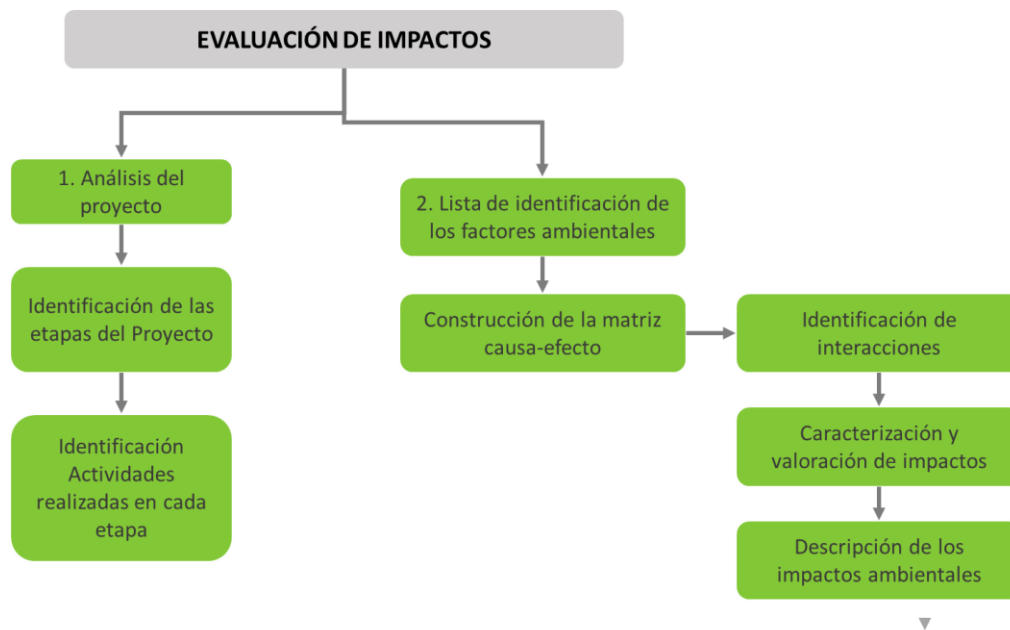 EVALUACIÓN DE IMPACTOS
1. Análisis del
proyecto
Identificación de las
etapas del Proyecto
Identificación
Actividades
realizadas en cada
etapa
2. Lista de identificación de
los factores ambientales
Construcción de la matriz
causa-efecto
Identificación de
interacciones
Caracterización y
valoración de impactos
Descripción de los
impactos ambientales